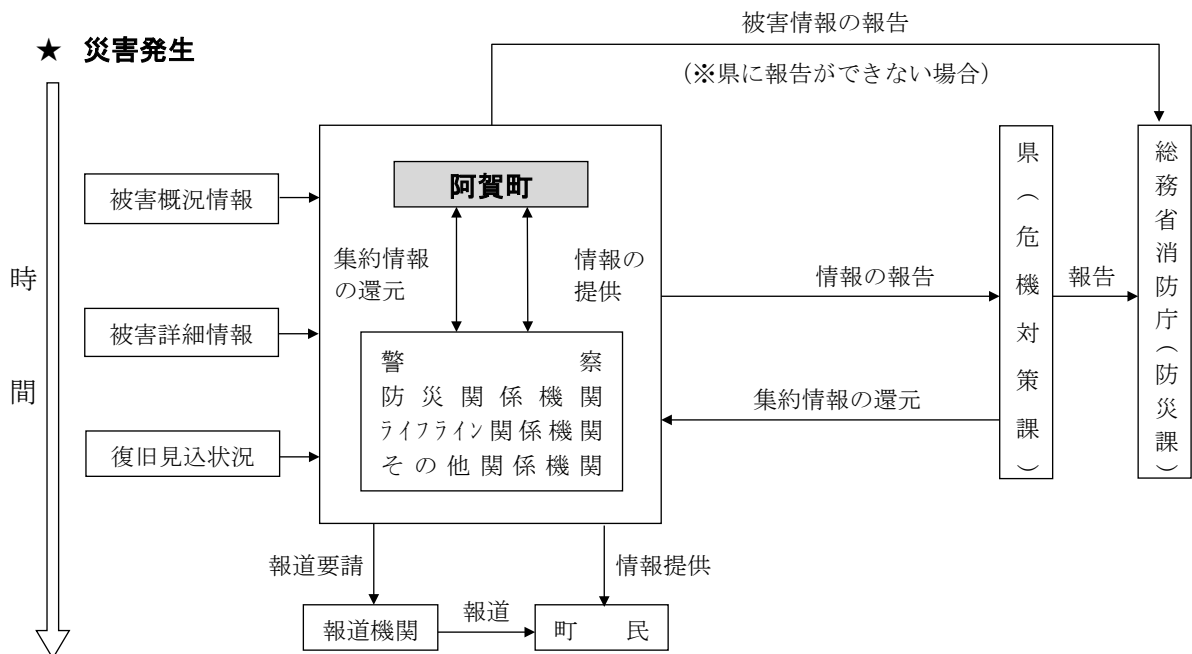 ★ 災害発生
被害情報の報告
（※県に報告ができない場合）
時間
被害概況情報
被害詳細情報
復旧見込状況
阿賀町
集約情報
の還元
情報の
提供
警察
防災関係機関
ライフライン関係機関
その他関係機関
情報の報告
集約情報の還元
県（危機対策課）
報告
総務省消防庁（防災課）
報道要請
情報提供
報道機関
報道
町民